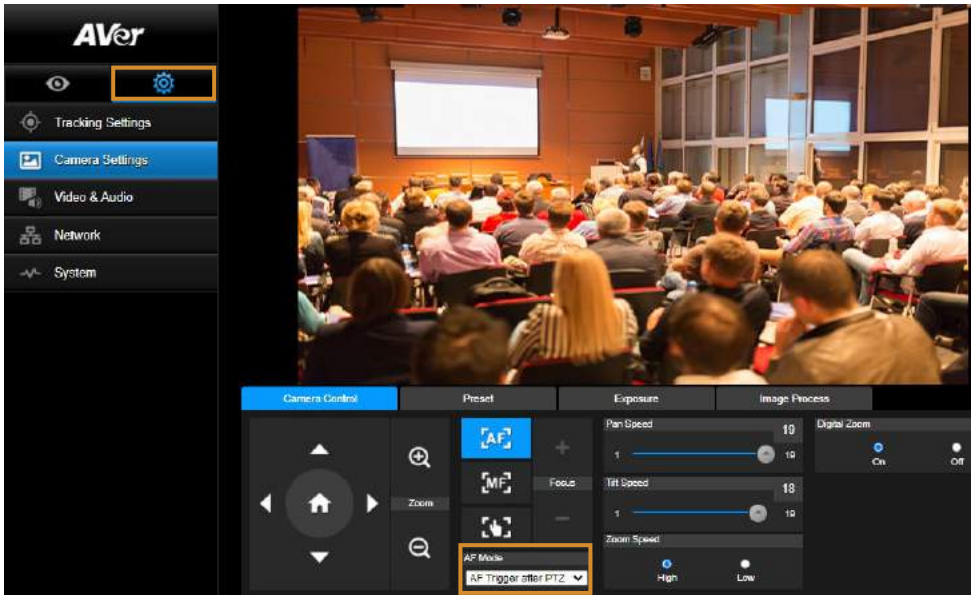 AVer
Tracking Settings
Camera Settings
Video & Audio
Network
System
Camera Control
Preset
Exposure
Image Process
Zoom
AF
MF
Focus
AF Mode
AF Trigger after PTZ
Pan Speed
19
1
19
Tilt Speed
18
1
19
Zoom Speed
High
Low
Digital Zoom
On
Off